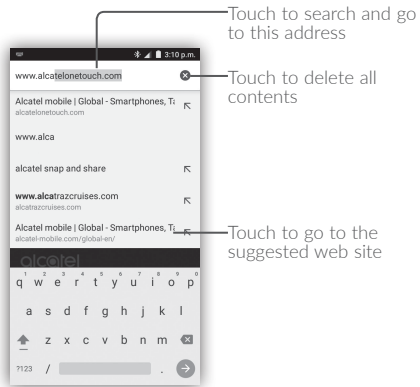 Touch to search and go
to this address
3:10 p.m.
www.alcatelonetouch.com
Touch to delete all
contents
Alcatel mobile | Global - Smartphones, Ta
alcatelonetouch.com
www.alca
alcatel snap and share
www.alcatrazcruises.com
alcatrazcruises.com
Alcatel mobile | Global - Smartphones, Ta
alcatel-mobile.com/global-en/
Touch to go to the
suggested web site
alcatel
1 2 3 4 5 6 7 8 9 0
q w e r t y u i o p
a s d f g h j k l
z x c v b n m
?123 / .